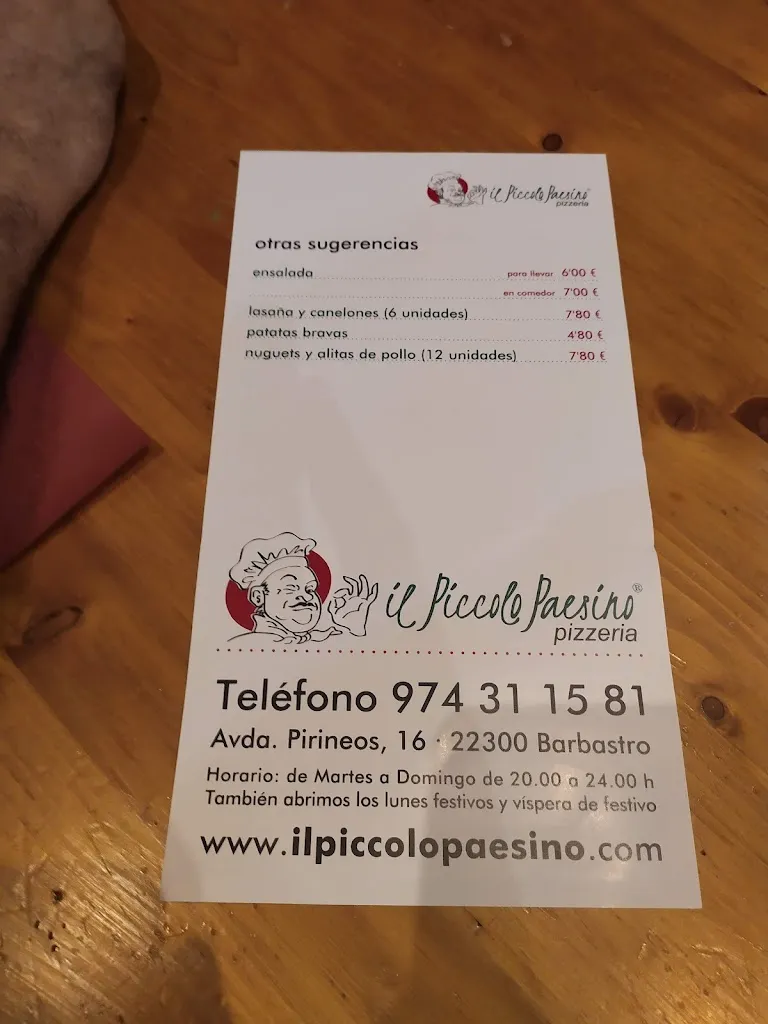 il Piccolo Paesino®
pizzeria
otras sugerencias
ensalada para llevar 6'00 €
en comedor 7'00 €
lasaña y canelones (6 unidades) 7'80 €
patatas bravas 4'80 €
nuguets y alitas de pollo (12 unidades) 7'80 €
il Piccolo Paesino®
pizzeria
Teléfono 974 31 15 81
Avda. Pirineos, 16 · 22300 Barbastro
Horario: de Martes a Domingo de 20.00 a 24.00 h
También abrimos los lunes festivos y víspera de festivo
www.ilpiccolopaesino.com